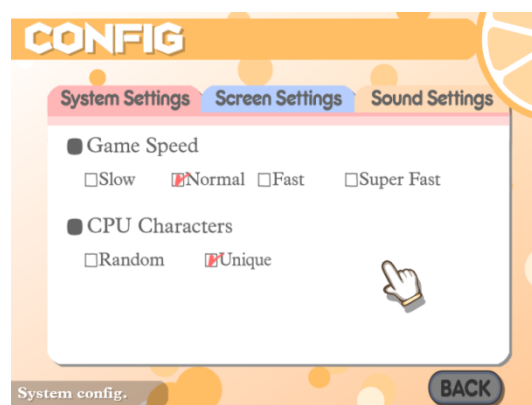 CONFIG
System Settings Screen Settings Sound Settings
Game Speed
Slow Normal Fast Super Fast
CPU Characters
Random Unique
System config. BACK